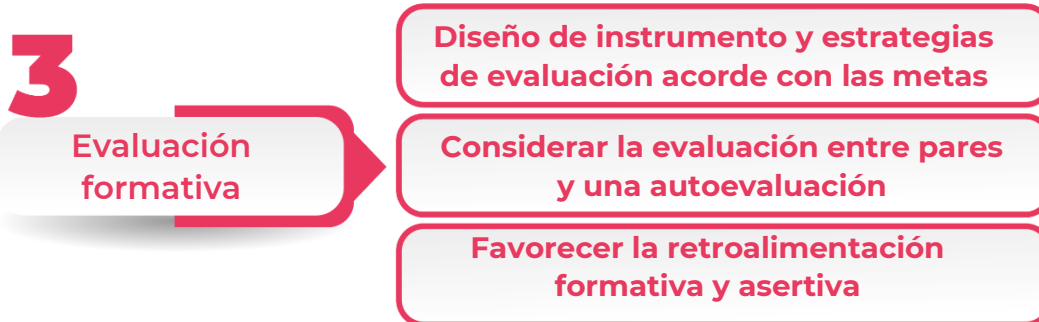 3
Evaluación
formativa
Diseño de instrumento y estrategias
de evaluación acorde con las metas
Considerar la evaluación entre pares
y una autoevaluación
Favorecer la retroalimentación
formativa y asertiva